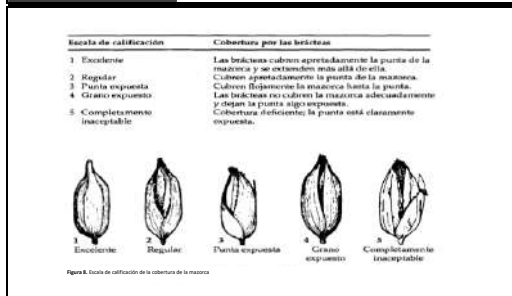 Escala de calificación Cobertura por las brácteas
1 Excelente Las brácteas cubren apretadamente la punta de la
mazorca y se extienden más allá de ella.
2 Regular Cubren apretadamente la punta de la mazorca.
3 Punta expuesta Cubren flojamente la mazorca hasta la punta.
4 Grano expuesto Las brácteas no cubren la mazorca adecuadamente
y dejan la punta algo expuesta.
5 Completamente Cobertura deficiente; la punta está claramente
inaceptable expuesta.
1 2 3 4 5
Excelente Regular Punta expuesta Grano Completamente
expuesto inaceptable
Figura 8. Escala de calificación de la cobertura de la mazorca